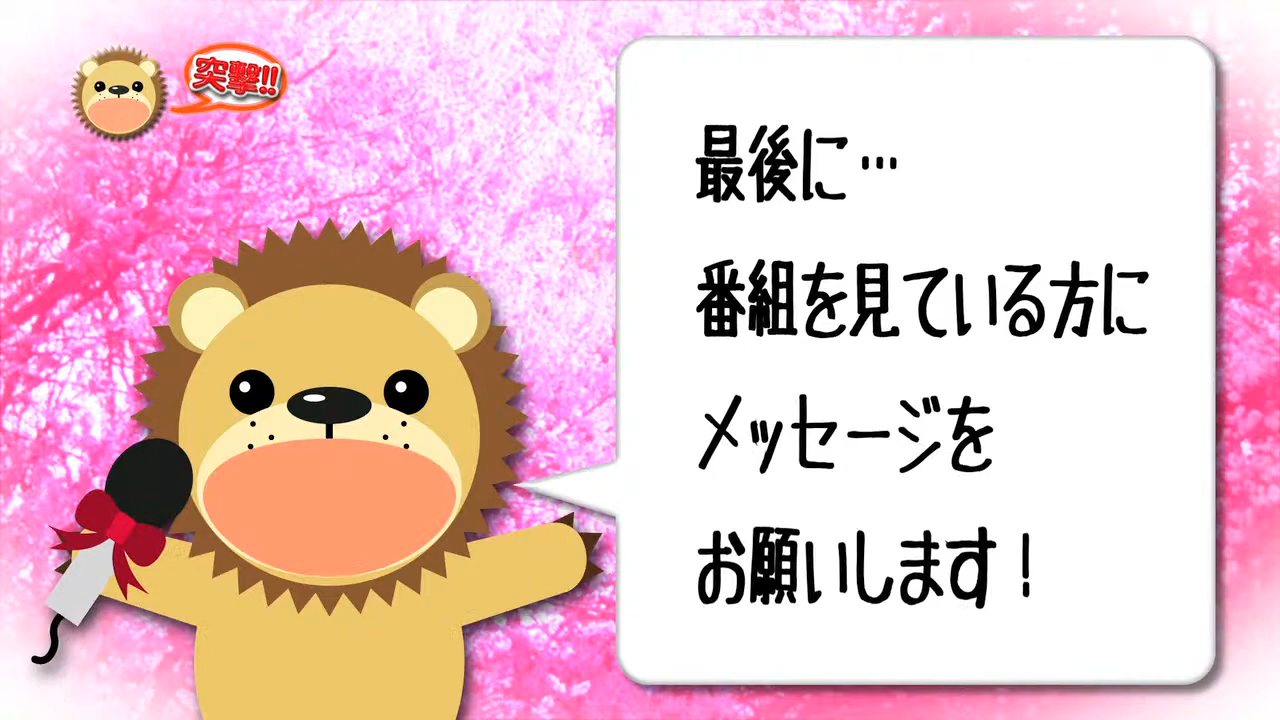 突撃!!
最後に…
番組を見ている方に
メッセージを
お願いします！